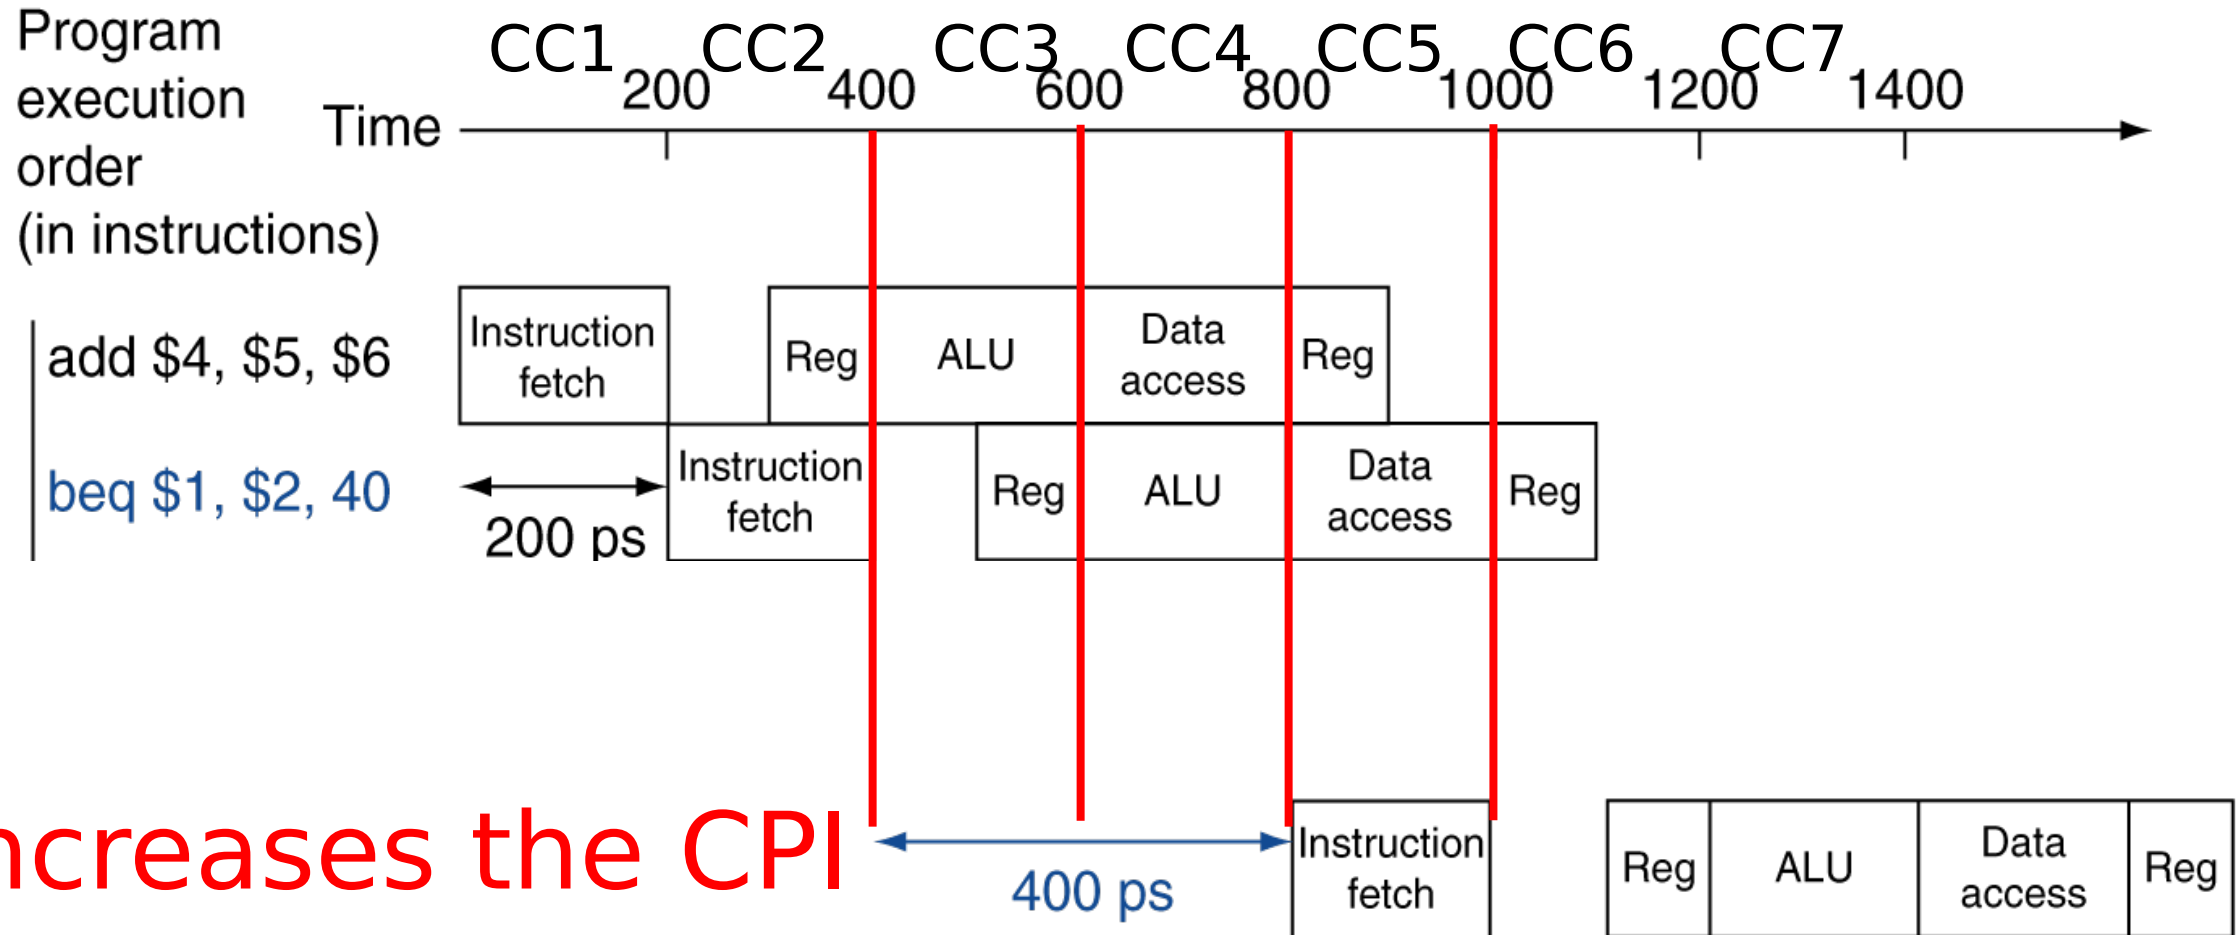 Program
execution
order
(in instructions)
CC1 CC2 CC3 CC4 CC5 CC6 CC7
Time 200 400 600 800 1000 1200 1400
add $4, $5, $6
Instruction
fetch
Reg
ALU
Data
access
Reg
beq $1, $2, 40
200 ps
Instruction
fetch
Reg
ALU
Data
access
Reg
ncreases the CPI
400 ps
Instruction
fetch
Reg
ALU
Data
access
Reg